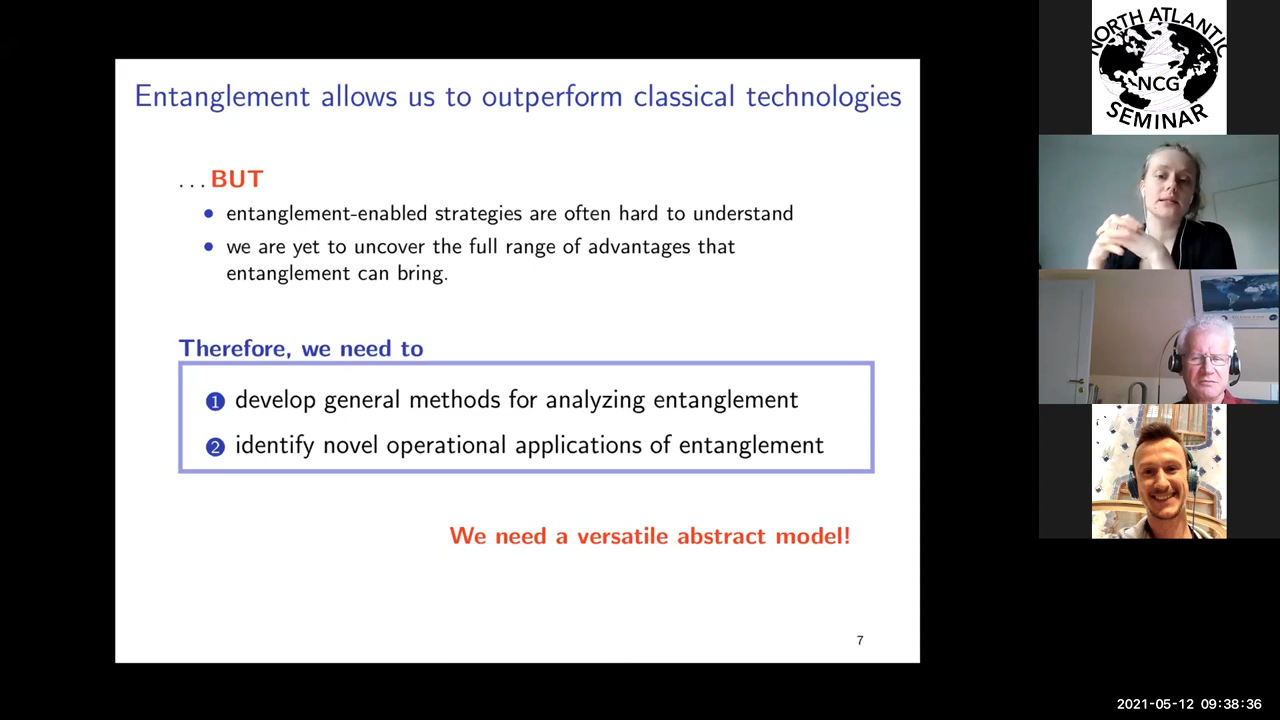 Entanglement allows us to outperform classical technologies
...BUT
• entanglement-enabled strategies are often hard to understand
• we are yet to uncover the full range of advantages that
entanglement can bring.
Therefore, we need to
1 develop general methods for analyzing entanglement
2 identify novel operational applications of entanglement
We need a versatile abstract model!
7
NORTH ATLANTIC
NCG
SEMINAR
2021-05-12 09:38:36